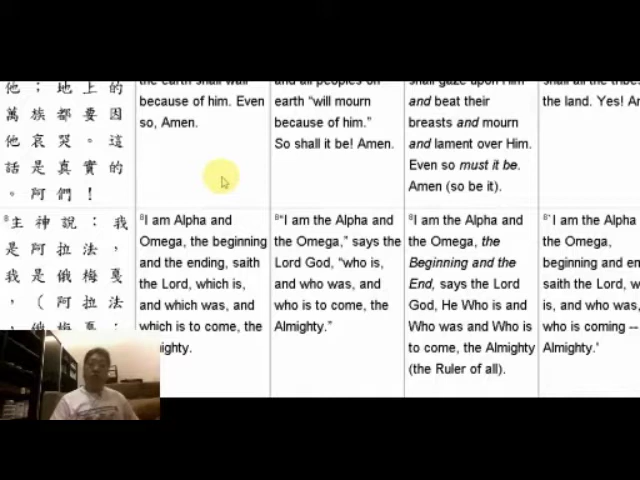 他；地上的
萬族都要因
他哀哭。這
話是真實的
。阿們！
⁸主神說：我
是阿拉法，
我是俄梅戛
，（阿拉法
because of him. Even
so, Amen.
⁸I am Alpha and
Omega, the beginning
and the ending, saith
the Lord, which is,
and which was, and
which is to come, the
and all peoples on
earth “will mourn
because of him.”
So shall it be! Amen.
⁸“I am the Alpha and
the Omega,” says the
Lord God, “who is,
and who was, and
who is to come, the
Almighty.”
shall gaze upon Him
and beat their
breasts and mourn
and lament over Him.
Even so must it be.
Amen (so be it).
⁸I am the Alpha and
the Omega, the
Beginning and the
End, says the Lord
God, He Who is and
Who was and Who is
to come, the Almighty
(the Ruler of all).
shall all the
the land. Yes!
⁸`I am the Alpha
the Omega,
beginning and
saith the Lord,
is, and who was,
who is coming --
Almighty.'